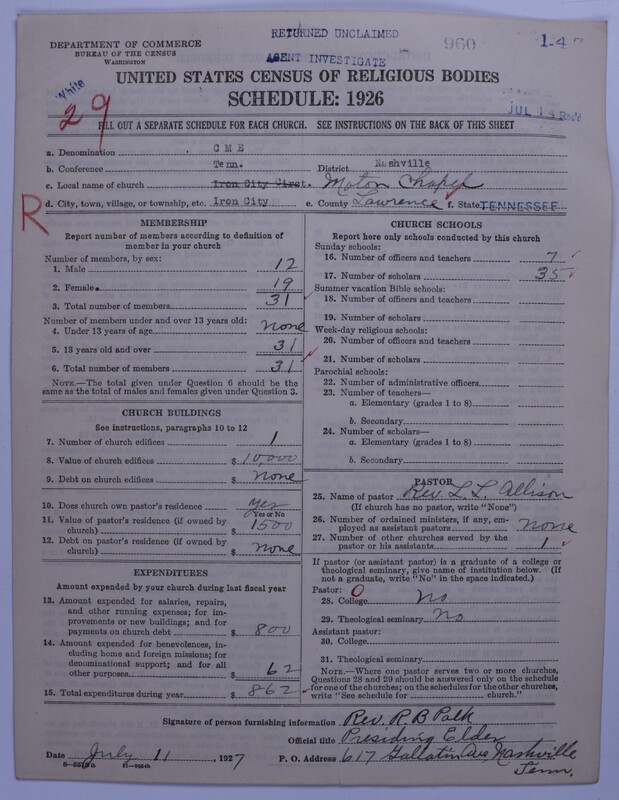 RETURNED UNCLAIMED
960
1-4
DEPARTMENT OF COMMERCE
BUREAU OF THE CENSUS
WASHINGTON
AGENT INVESTIGATE
UNITED STATES CENSUS OF RELIGIOUS BODIES
SCHEDULE: 1926
White
29
JUL 14 Rec'd
FILL OUT A SEPARATE SCHEDULE FOR EACH CHURCH. SEE INSTRUCTIONS ON THE BACK OF THIS SHEET
a. Denomination C M E
b. Conference Tenn. District Nashville
c. Local name of church Iron City Circt. Moton Chapel
d. City, town, village, or township, etc. Iron City e. County Lawrence f. State TENNESSEE
R
MEMBERSHIP
Report number of members according to definition of
member in your church
Number of members, by sex:
1. Male 12
2. Female 19
3. Total number of members 31
Number of members under and over 13 years old:
4. Under 13 years of age none
5. 13 years old and over 31
6. Total number of members 31
NOTE.—The total given under Question 6 should be
same as the total of males and females given under Question 3.
CHURCH BUILDINGS
See instructions, paragraphs 10 to 12
7. Number of church edifices 1
8. Value of church edifices $ 10,000
9. Debt on church edifices $ none
10. Does church own pastor's residence yes
Yes or No
11. Value of pastor's residence (if owned by
church) $ 1500
12. Debt on pastor's residence (if owned by
church) $ none
EXPENDITURES
Amount expended by your church during last fiscal year
13. Amount expended for salaries, repairs,
and other running expenses; for im-
provements or new buildings; and for
payments on church debt $ 800
14. Amount expended for benevolences, in-
cluding home and foreign missions; for
denominational support; and for all
other purposes $ 62
15. Total expenditures during year $ 862
CHURCH SCHOOLS
Report here only schools conducted by this church
Sunday schools:
16. Number of officers and teachers 7
17. Number of scholars 35
Summer vacation Bible schools:
18. Number of officers and teachers
19. Number of scholars
Week-day religious schools:
20. Number of officers and teachers
21. Number of scholars
Parochial schools:
22. Number of administrative officers
23. Number of teachers—
a. Elementary (grades 1 to 8)
b. Secondary
24. Number of scholars—
a. Elementary (grades 1 to 8)
b. Secondary
PASTOR
25. Name of pastor Rev. L. L. Allison
(If church has no pastor, write "None")
26. Number of ordained ministers, if any, em-
ployed as assistant pastors none
27. Number of other churches served by the
pastor or his assistants 1
If pastor (or assistant pastor) is a graduate of a college or
theological seminary, give name of institution below. (If
not a graduate, write "No" in the space indicated.)
Pastor: 0
28. College No
29. Theological seminary No
Assistant pastor:
30. College
31. Theological seminary
NOTE.—Where one pastor serves two or more churches,
Questions 28 and 29 should be answered only on the schedule
for one of the churches; on the schedules for the other churches,
write "See schedule for church."
Signature of person furnishing information Rev. R B Polk
Official title Presiding Elder
Date July 11, 1927 P. O. Address 617 Gallatin Ave, Nashville
Tenn.